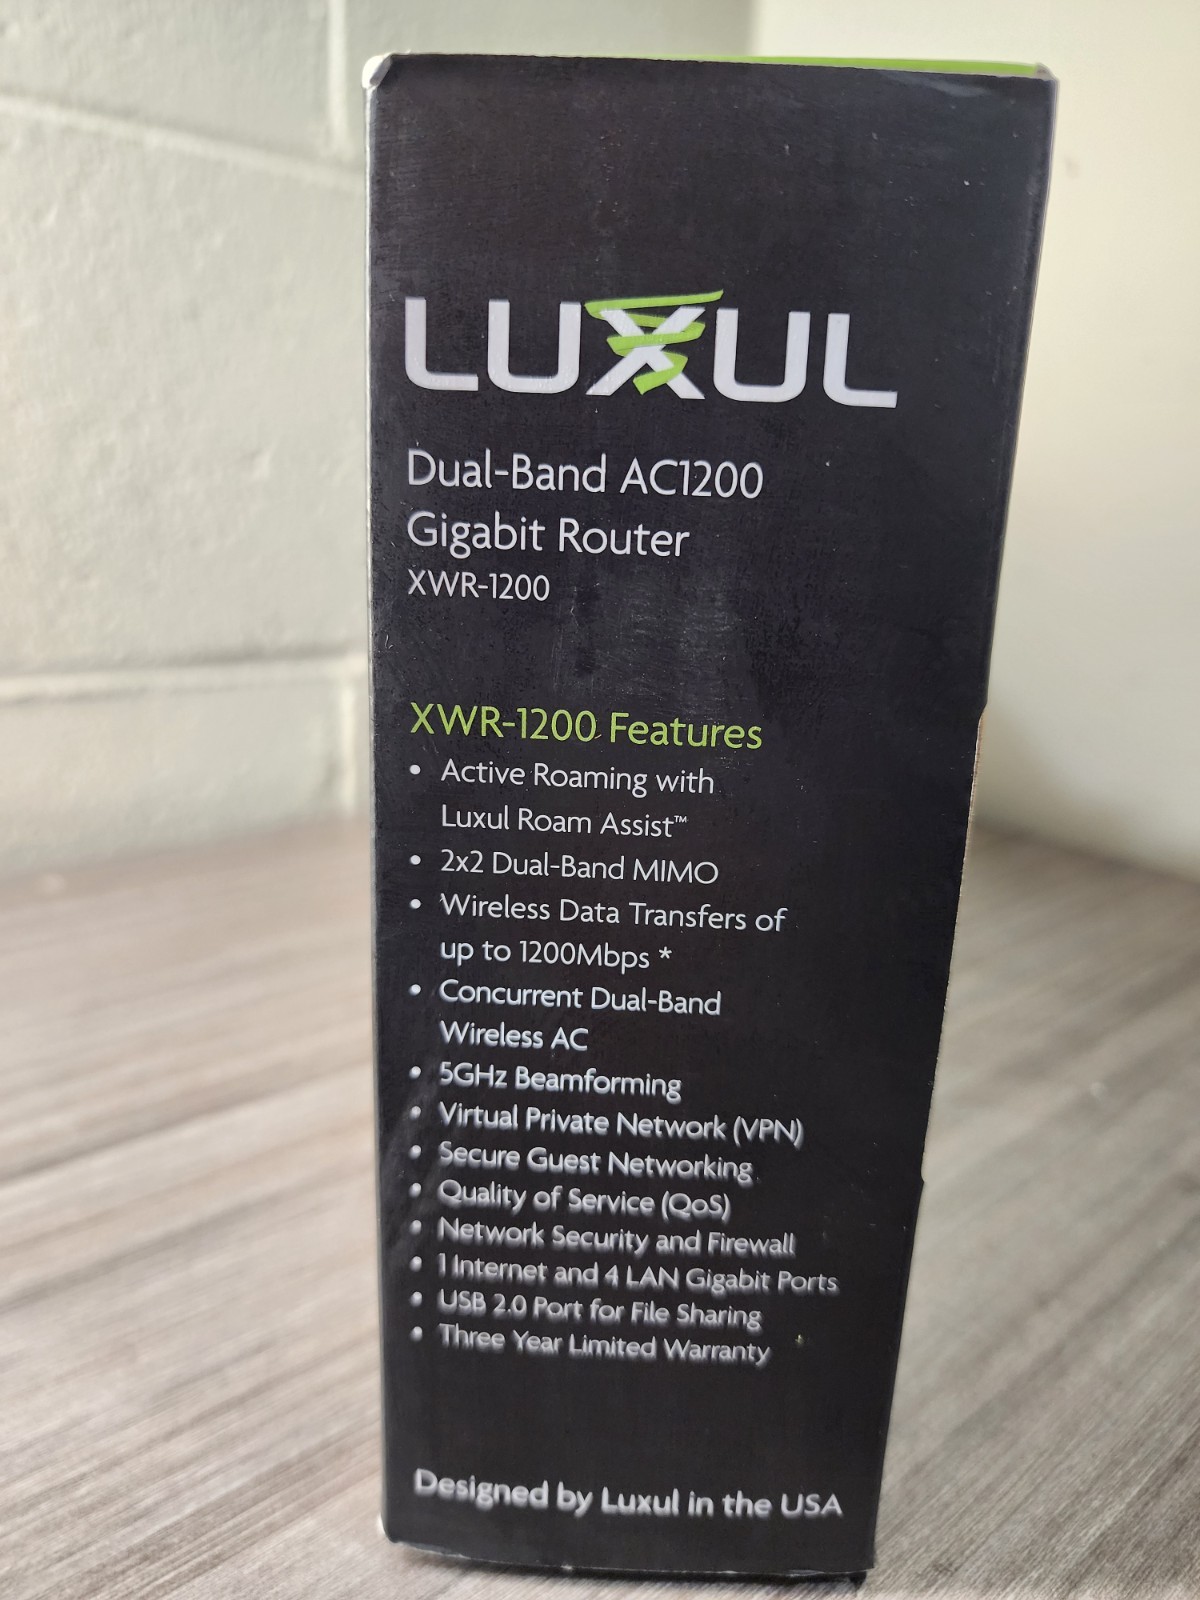 LUXUL
Dual-Band AC1200
Gigabit Router
XWR-1200
XWR-1200 Features
• Active Roaming with
Luxul Roam Assist™
• 2x2 Dual-Band MIMO
• Wireless Data Transfers of
up to 1200Mbps *
• Concurrent Dual-Band
Wireless AC
• 5GHz Beamforming
• Virtual Private Network (VPN)
• Secure Guest Networking
• Quality of Service (QoS)
• Network Security and Firewall
• 1 Internet and 4 LAN Gigabit Ports
• USB 2.0 Port for File Sharing
• Three Year Limited Warranty
Designed by Luxul in the USA